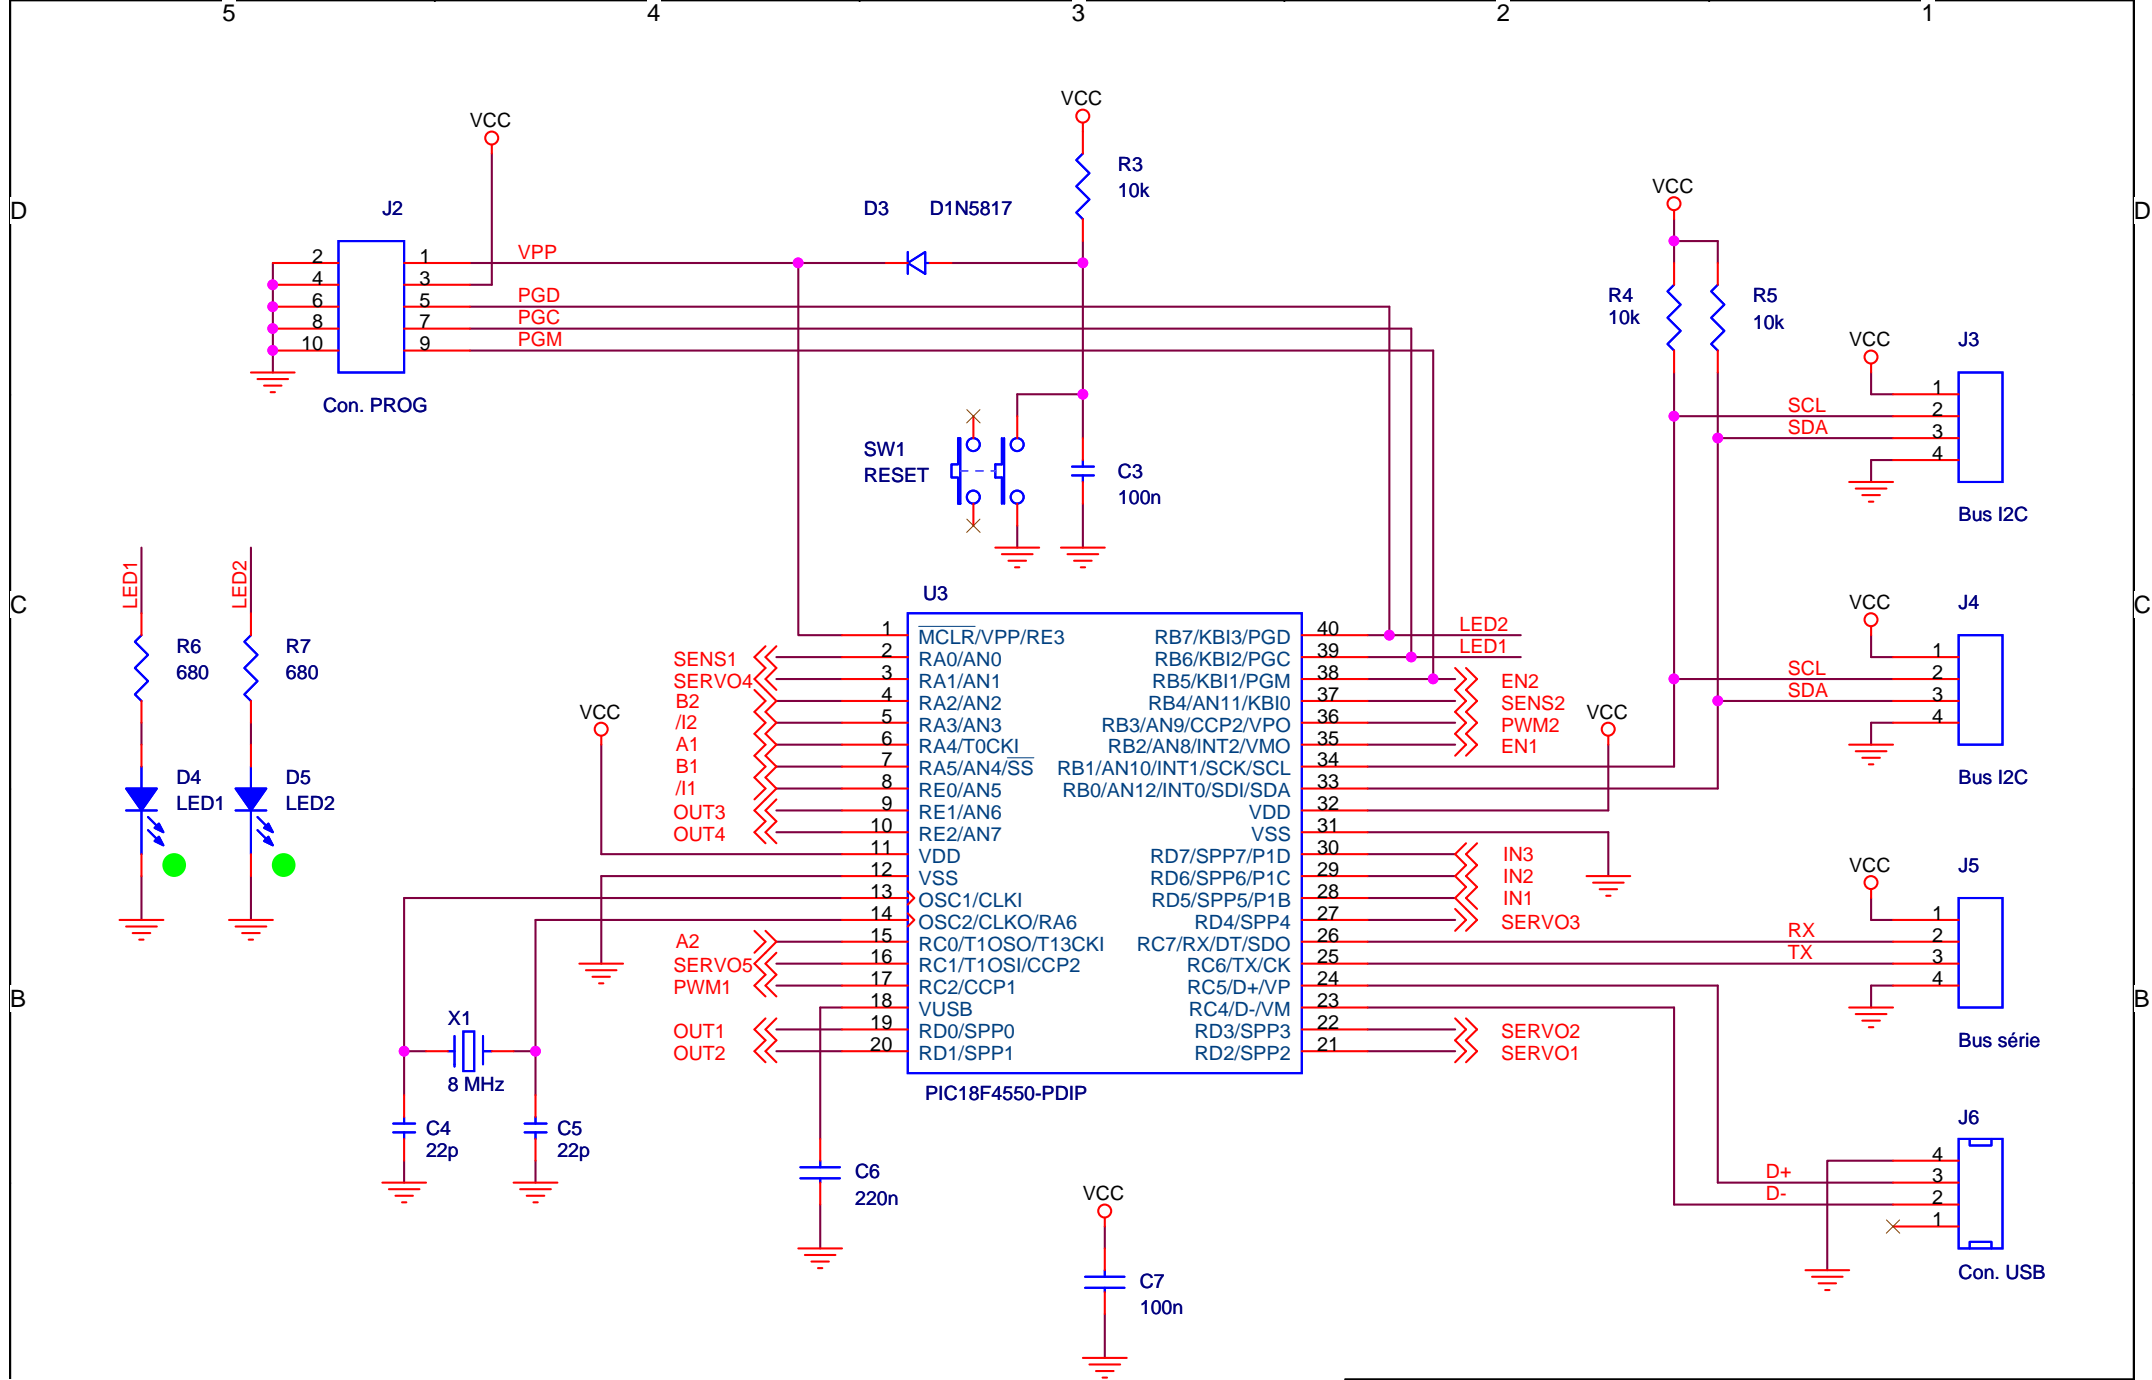 5 4 3 2 1
D D
C C
B B
VCC
J2
2 1
4 3
6 5
8 7
10 9
Con. PROG
VPP
PGD
PGC
PGM
D3 D1N5817
VCC
R3
10k
SW1
RESET
C3
100n
VCC
R4
10k
R5
10k
VCC
J3
SCL
SDA
1
2
3
4
Bus I2C
VCC
J4
SCL
SDA
1
2
3
4
Bus I2C
VCC
J5
RX
TX
1
2
3
4
Bus série
J6
D+
D-
4
3
2
1
Con. USB
LED1
R6
680
D4
LED1
LED2
R7
680
D5
LED2
VCC
VCC
U3
1 MCLR/VPP/RE3
SENS1 2 RA0/AN0
SERVO4 3 RA1/AN1
B2 4 RA2/AN2
/I2 5 RA3/AN3
A1 6 RA4/T0CKI
B1 7 RA5/AN4/SS
/I1 8 RE0/AN5
OUT3 9 RE1/AN6
OUT4 10 RE2/AN7
11 VDD
12 VSS
13 OSC1/CLKI
14 OSC2/CLKO/RA6
A2 15 RC0/T1OSO/T13CKI
SERVO5 16 RC1/T1OSI/CCP2
PWM1 17 RC2/CCP1
18 VUSB
OUT1 19 RD0/SPP0
OUT2 20 RD1/SPP1
RB7/KBI3/PGD 40 LED2
RB6/KBI2/PGC 39 LED1
RB5/KBI1/PGM 38 EN2
RB4/AN11/KBI0 37 SENS2
RB3/AN9/CCP2/VPO 36 PWM2
RB2/AN8/INT2/VMO 35 EN1
RB1/AN10/INT1/SCK/SCL 34
RB0/AN12/INT0/SDI/SDA 33
VDD 32
VSS 31
RD7/SPP7/P1D 30 IN3
RD6/SPP6/P1C 29 IN2
RD5/SPP5/P1B 28 IN1
RD4/SPP4 27 SERVO3
RC7/RX/DT/SDO 26
RC6/TX/CK 25
RC5/D+/VP 24
RC4/D-/VM 23
RD3/SPP3 22 SERVO2
RD2/SPP2 21 SERVO1
PIC18F4550-PDIP
X1
8 MHz
C4
22p
C5
22p
C6
220n
VCC
C7
100n